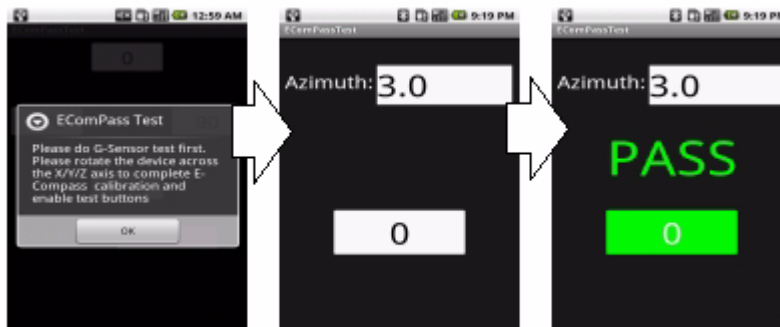 12:59 AM
EComPassTest
0
90
EComPass Test
Please do G-Sensor test first.
Please rotate the device across
the X/Y/Z axis to complete E-
Compass calibration and
enable test buttons
OK
9:19 PM
EComPassTest
Azimuth: 3.0
0
9:19 PM
EComPassTest
Azimuth: 3.0
PASS
0